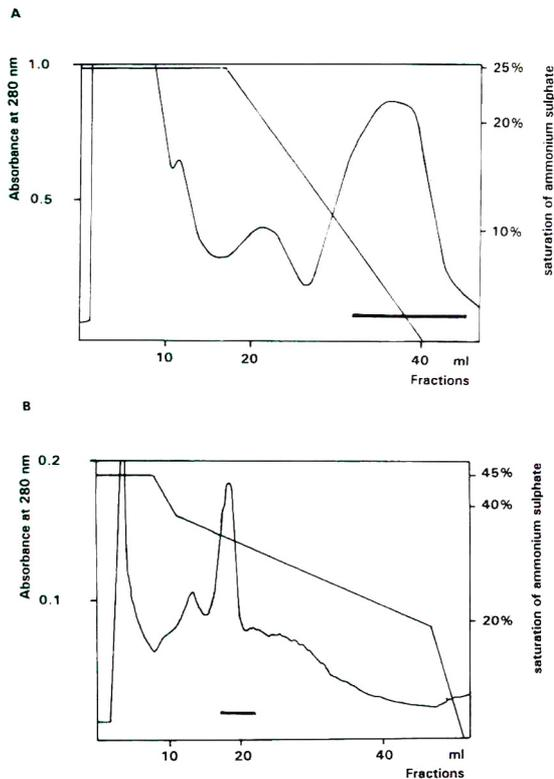 A
Absorbance at 280 nm
1.0
0.5
25%
20%
10%
saturation of ammonium sulphate
10
20
40
ml
Fractions
B
Absorbance at 280 nm
0.2
0.1
45%
40%
20%
saturation of ammonium sulphate
10
20
40
ml
Fractions